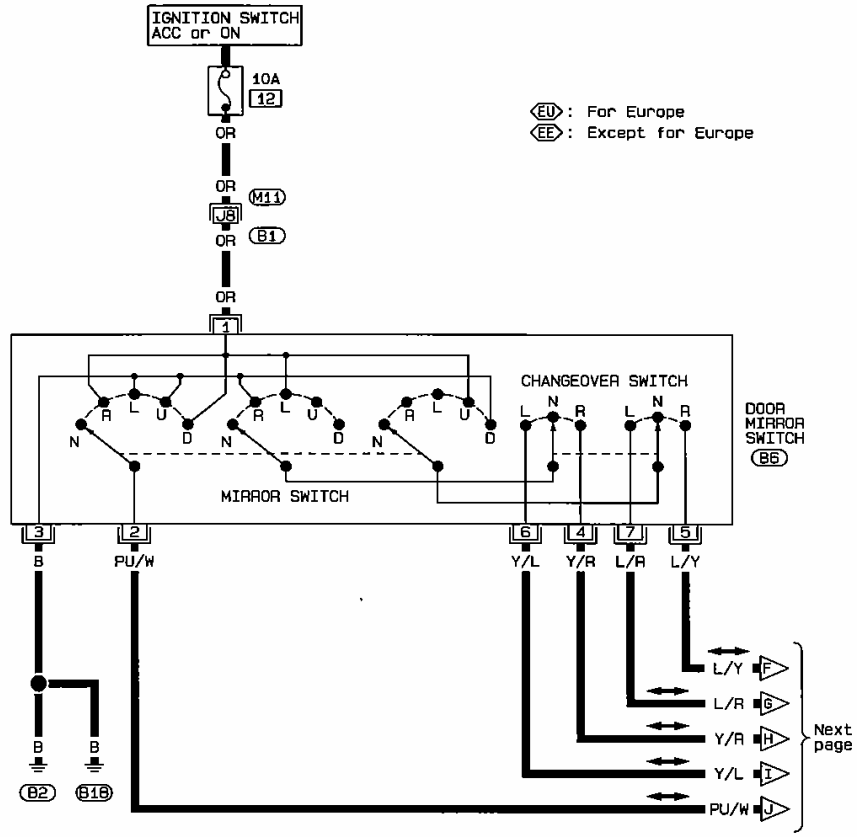 IGNITION SWITCH
ACC or ON
10A
12
EU : For Europe
EE : Except for Europe
OR
OR
M11
J8
OR
B1
OR
1
CHANGEOVER SWITCH
N R L U D
N R L U D
N R L U D
L N R
L N R
DOOR
MIRROR
SWITCH
B6
MIRROR SWITCH
3 2 6 4 7 5
B PU/W Y/L Y/R L/R L/Y
L/Y F
L/R G
Y/R H
Y/L I
PU/W J
Next
page
B B
B2 B18